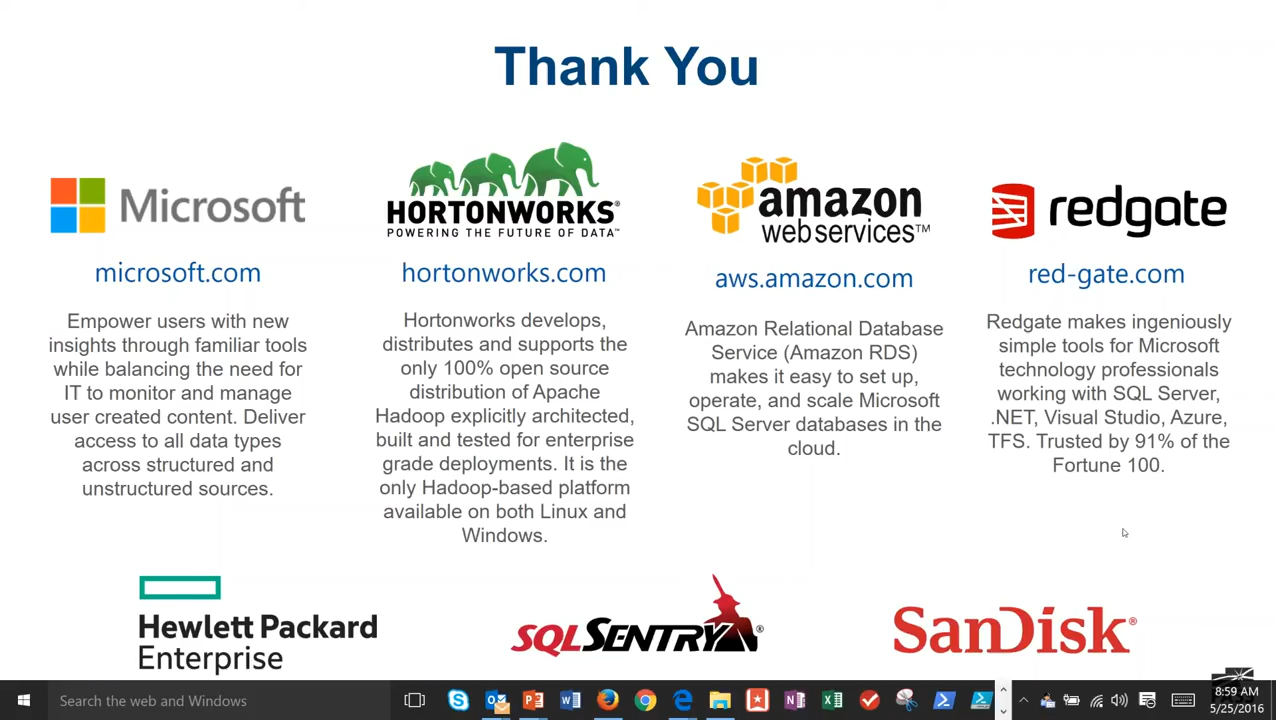 Thank You
Microsoft
microsoft.com
Empower users with new
insights through familiar tools
while balancing the need for
IT to monitor and manage
user created content. Deliver
access to all data types
across structured and
unstructured sources.
HORTONWORKS®
POWERING THE FUTURE OF DATA™
hortonworks.com
Hortonworks develops,
distributes and supports the
only 100% open source
distribution of Apache
Hadoop explicitly architected,
built and tested for enterprise
grade deployments. It is the
only Hadoop-based platform
available on both Linux and
Windows.
amazon
webservices™
aws.amazon.com
Amazon Relational Database
Service (Amazon RDS)
makes it easy to set up,
operate, and scale Microsoft
SQL Server databases in the
cloud.
redgate
red-gate.com
Redgate makes ingeniously
simple tools for Microsoft
technology professionals
working with SQL Server,
.NET, Visual Studio, Azure,
TFS. Trusted by 91% of the
Fortune 100.
Hewlett Packard
Enterprise
SQLSENTRY®
SanDisk®
Search the web and Windows
8:59 AM
5/25/2016